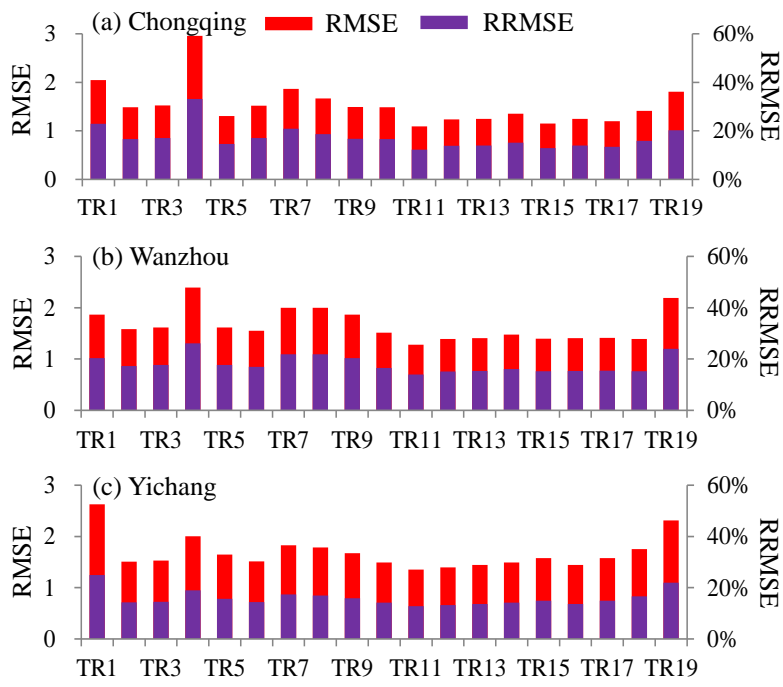 (a) Chongqing RMSE RRMSE
3 60%
2 40%
1 20%
0 0%
RMSE
RRMSE
TR1 TR3 TR5 TR7 TR9 TR11 TR13 TR15 TR17 TR19
(b) Wanzhou
3 60%
2 40%
1 20%
0 0%
RMSE
RRMSE
TR1 TR3 TR5 TR7 TR9 TR11 TR13 TR15 TR17 TR19
(c) Yichang
3 60%
2 40%
1 20%
0 0%
RMSE
RRMSE
TR1 TR3 TR5 TR7 TR9 TR11 TR13 TR15 TR17 TR19